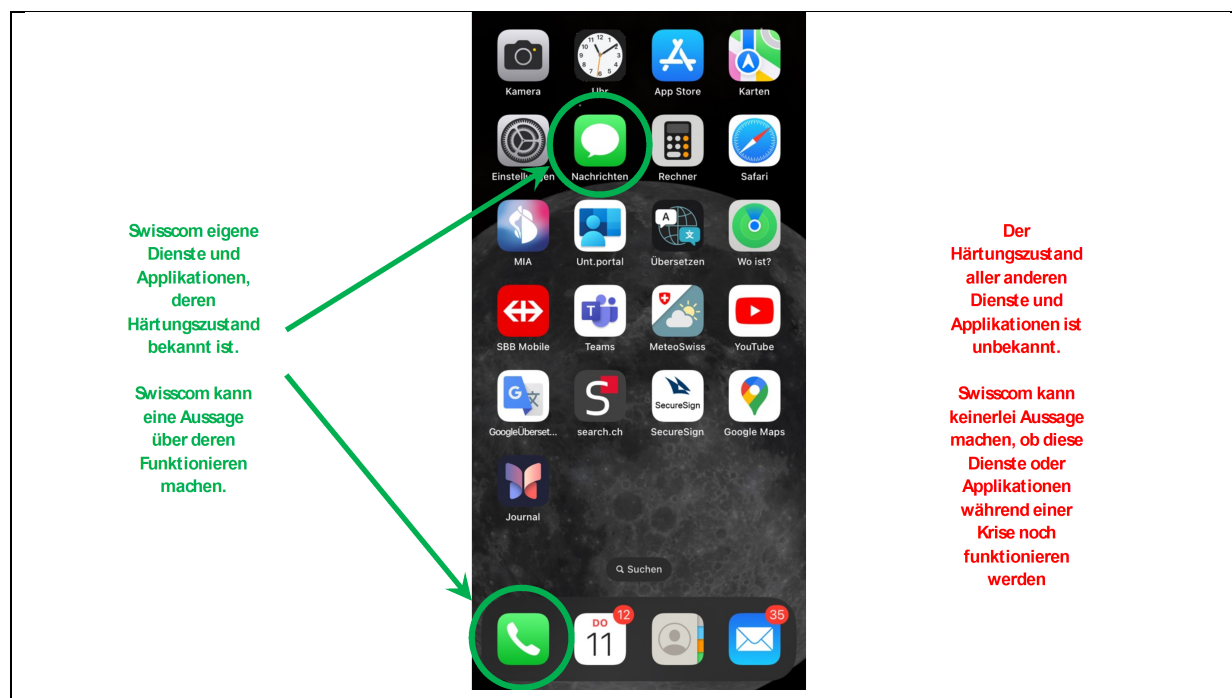 Swisscom eigene
Dienste und
Applikationen,
deren
Härtungszustand
bekannt ist.
Swisscom kann
eine Aussage
über deren
Funktionieren
machen.
Kamera
Uhr
App Store
Karten
Einstellungen
Nachrichten
Rechner
Safari
MIA
Unt.portal
A
文
Übersetzen
Wo ist?
SBB Mobile
T
Teams
MeteoSwiss
YouTube
G
文
GoogleÜberset...
S
search.ch
SecureSign
SecureSign
Google Maps
Journal
Suchen
12
DO
11
35
Der
Härtungszustand
aller anderen
Dienste und
Applikationen ist
unbekannt.
Swisscom kann
keinerlei Aussage
machen, ob diese
Dienste oder
Applikationen
während einer
Krise noch
funktionieren
werden